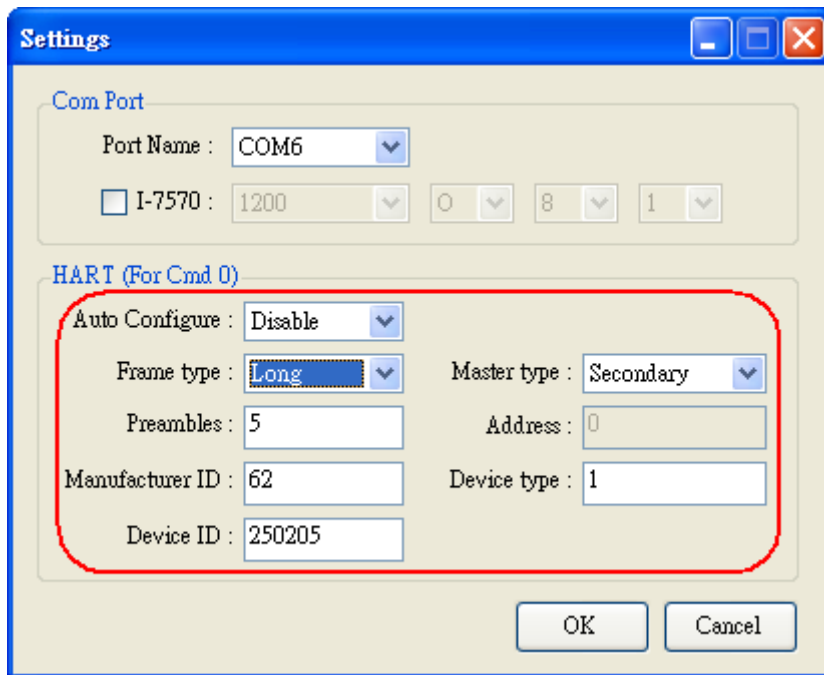 Settings
Com Port
Port Name : COM6
I-7570 : 1200 O 8 1
HART (For Cmd 0)
Auto Configure : Disable
Frame type : Long Master type : Secondary
Preambles : 5 Address : 0
Manufacturer ID : 62 Device type : 1
Device ID : 250205
OK Cancel